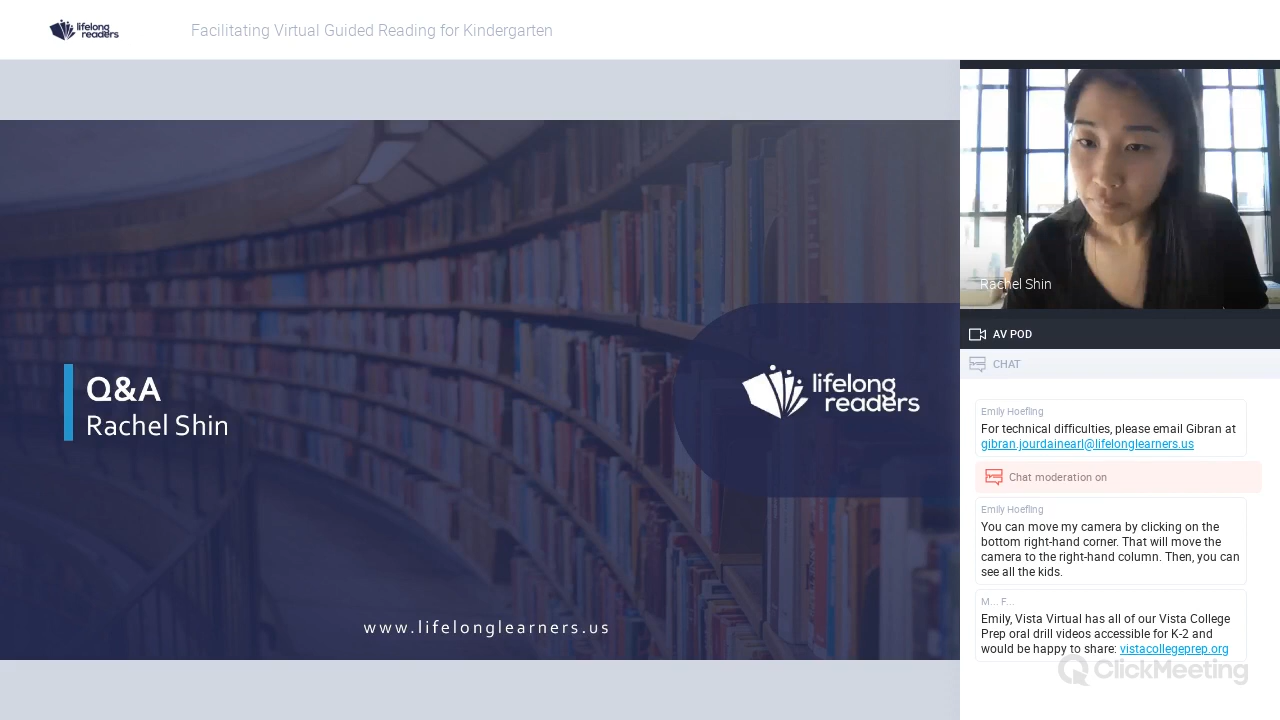 lifelong
readers
Facilitating Virtual Guided Reading for Kindergarten
Q&A
Rachel Shin
lifelong
readers
www.lifelonglearners.us
Rachel Shin
AV POD
CHAT
Emily Hoefling
For technical difficulties, please email Gibran at
gibran.jourdainearl@lifelonglearners.us
Chat moderation on
Emily Hoefling
You can move my camera by clicking on the
bottom right-hand corner. That will move the
camera to the right-hand column. Then, you can
see all the kids.
M... F...
Emily, Vista Virtual has all of our Vista College
Prep oral drill videos accessible for K-2 and
would be happy to share: vistacollegeprep.org
ClickMeeting